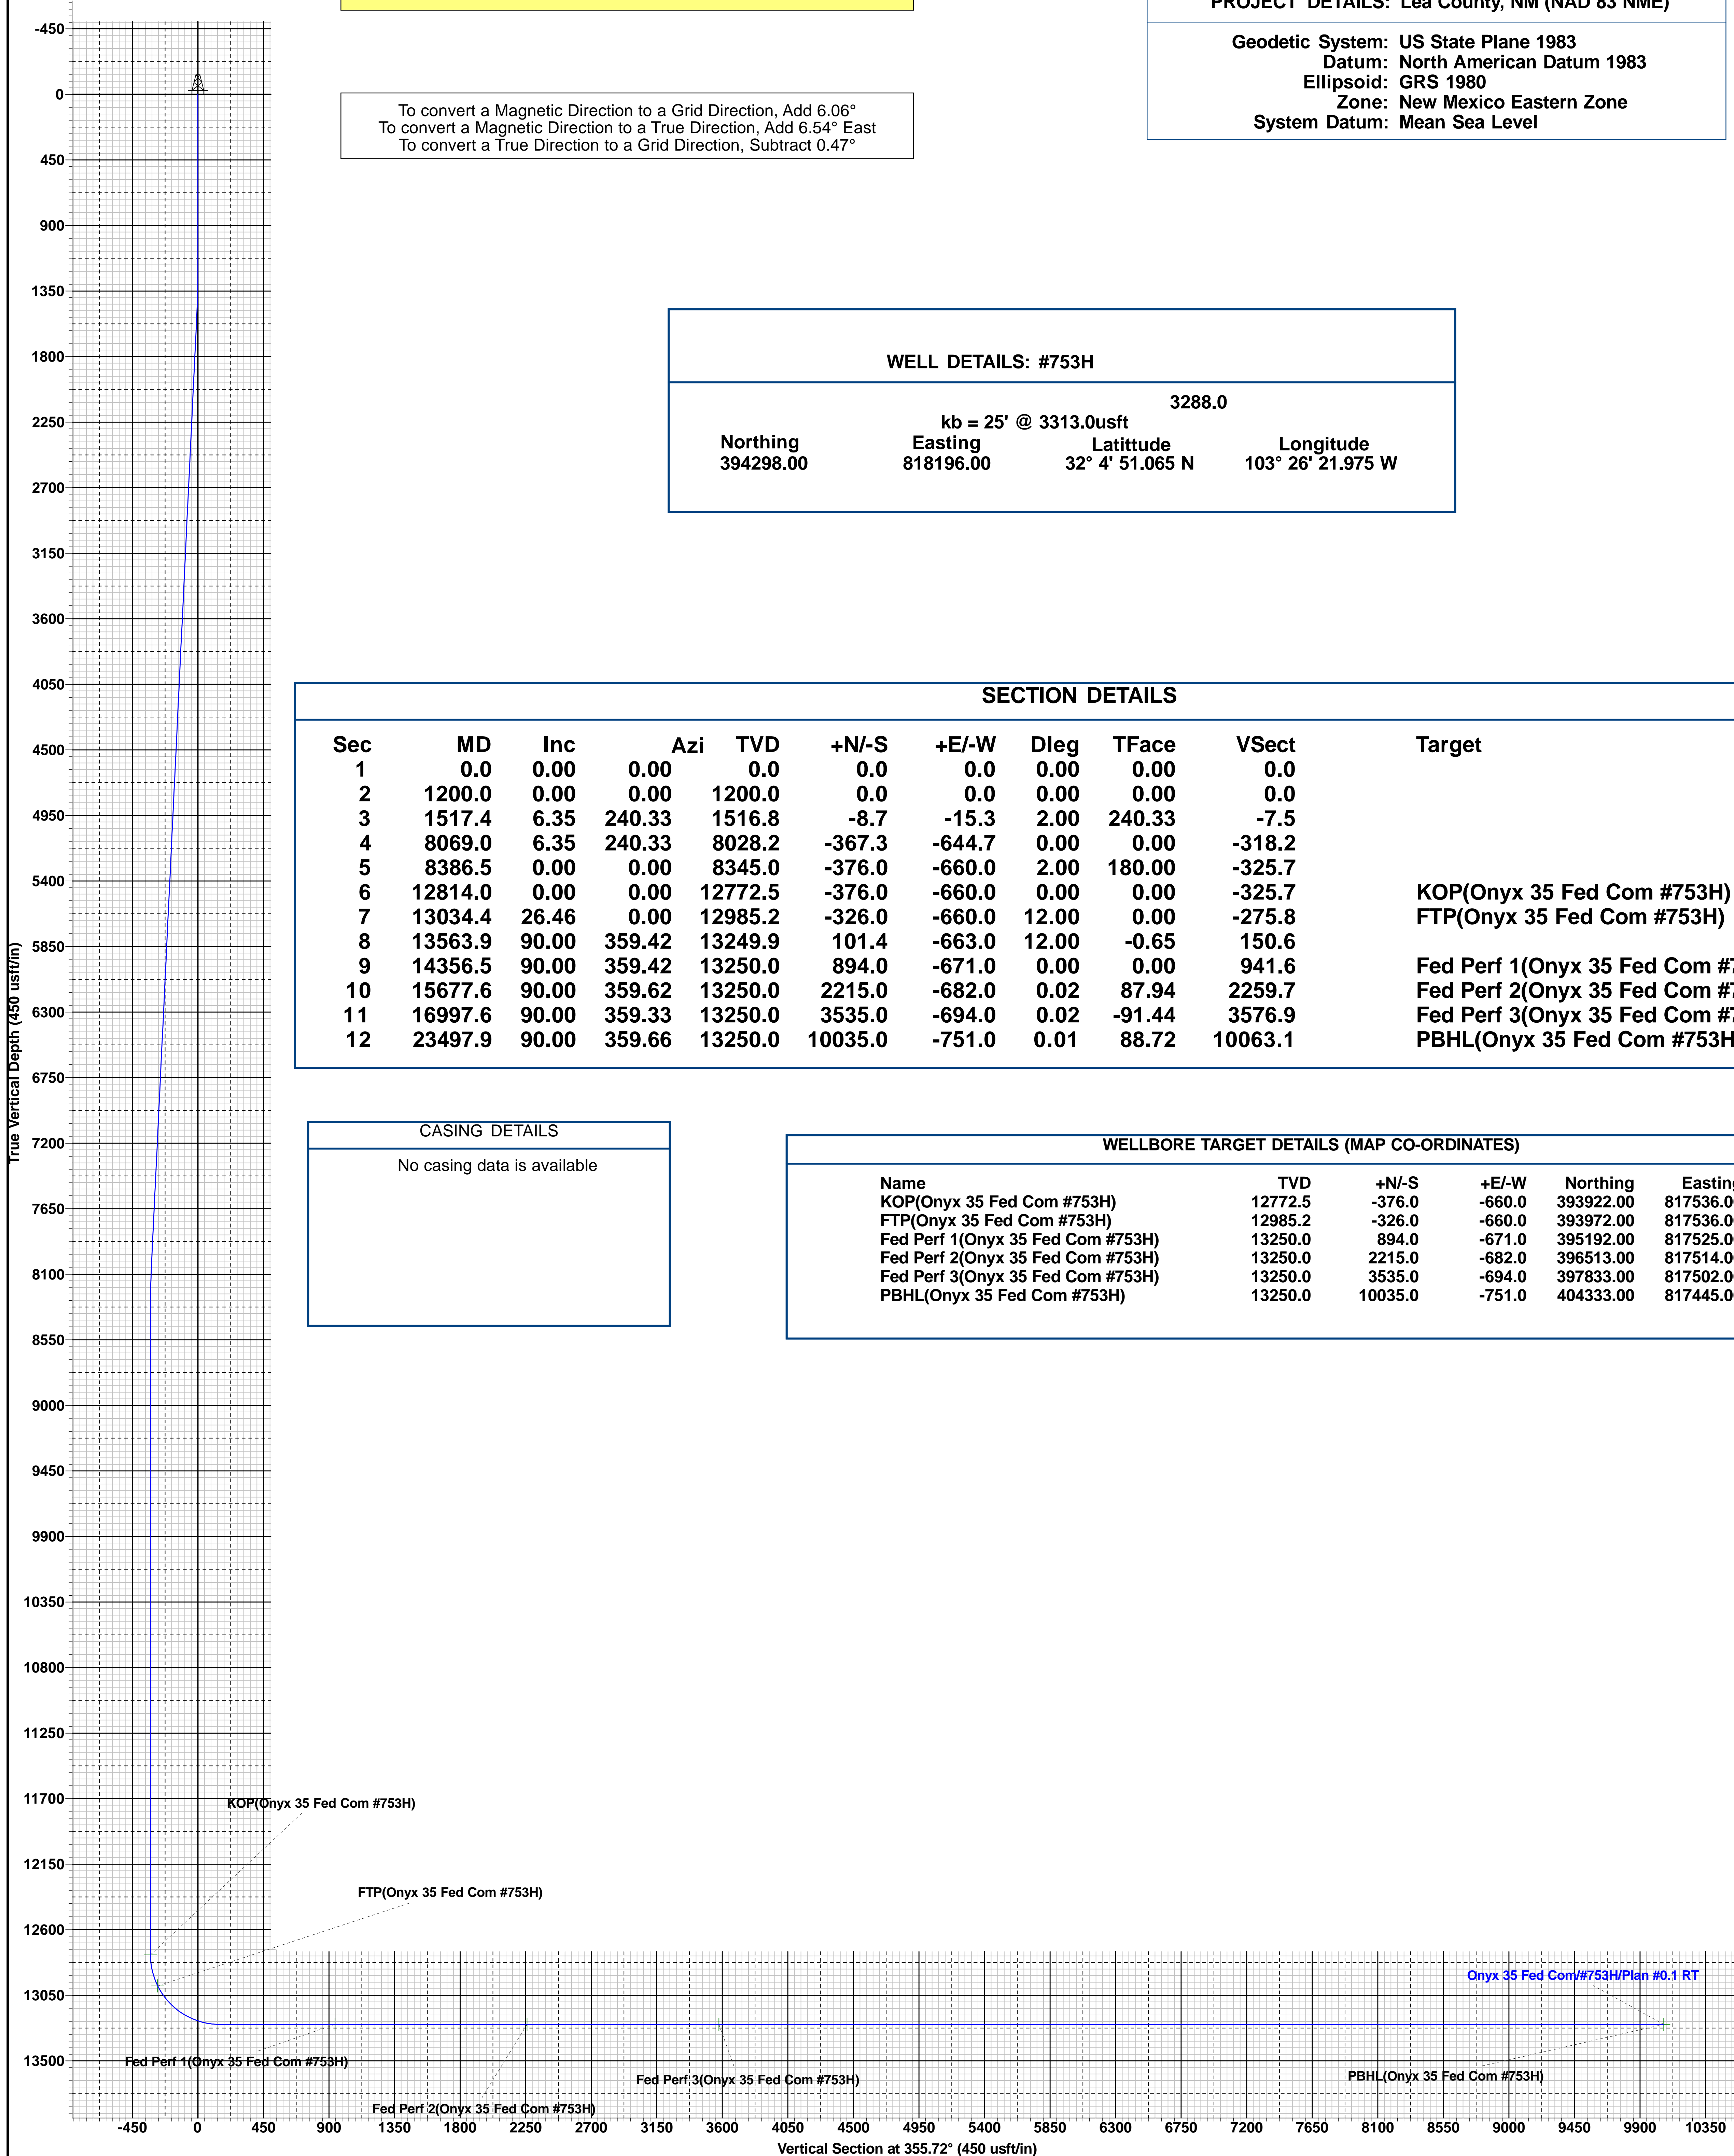 PROJECT DETAILS: Lea County, NM (NAD 83 NME)
Geodetic System: US State Plane 1983
Datum: North American Datum 1983
Ellipsoid: GRS 1980
Zone: New Mexico Eastern Zone
System Datum: Mean Sea Level
To convert a Magnetic Direction to a Grid Direction, Add 6.06°
To convert a Magnetic Direction to a True Direction, Add 6.54° East
To convert a True Direction to a Grid Direction, Subtract 0.47°
WELL DETAILS: #753H
3288.0
kb = 25' @ 3313.0usft
Northing Easting Latittude Longitude
394298.00 818196.00 32° 4' 51.065 N 103° 26' 21.975 W
SECTION DETAILS
Sec MD Inc Azi TVD +N/-S +E/-W Dleg TFace VSect Target
1 0.0 0.00 0.00 0.0 0.0 0.0 0.00 0.00 0.0
2 1200.0 0.00 0.00 1200.0 0.0 0.0 0.00 0.00 0.0
3 1517.4 6.35 240.33 1516.8 -8.7 -15.3 2.00 240.33 -7.5
4 8069.0 6.35 240.33 8028.2 -367.3 -644.7 0.00 0.00 -318.2
5 8386.5 0.00 0.00 8345.0 -376.0 -660.0 2.00 180.00 -325.7
6 12814.0 0.00 0.00 12772.5 -376.0 -660.0 0.00 0.00 -325.7 KOP(Onyx 35 Fed Com #753H)
7 13034.4 26.46 0.00 12985.2 -326.0 -660.0 12.00 0.00 -275.8 FTP(Onyx 35 Fed Com #753H)
8 13563.9 90.00 359.42 13249.9 101.4 -663.0 12.00 -0.65 150.6
9 14356.5 90.00 359.42 13250.0 894.0 -671.0 0.00 0.00 941.6 Fed Perf 1(Onyx 35 Fed Com #7
10 15677.6 90.00 359.62 13250.0 2215.0 -682.0 0.02 87.94 2259.7 Fed Perf 2(Onyx 35 Fed Com #7
11 16997.6 90.00 359.33 13250.0 3535.0 -694.0 0.02 -91.44 3576.9 Fed Perf 3(Onyx 35 Fed Com #7
12 23497.9 90.00 359.66 13250.0 10035.0 -751.0 0.01 88.72 10063.1 PBHL(Onyx 35 Fed Com #753H
CASING DETAILS
No casing data is available
WELLBORE TARGET DETAILS (MAP CO-ORDINATES)
Name TVD +N/-S +E/-W Northing Easting
KOP(Onyx 35 Fed Com #753H) 12772.5 -376.0 -660.0 393922.00 817536.0
FTP(Onyx 35 Fed Com #753H) 12985.2 -326.0 -660.0 393972.00 817536.0
Fed Perf 1(Onyx 35 Fed Com #753H) 13250.0 894.0 -671.0 395192.00 817525.0
Fed Perf 2(Onyx 35 Fed Com #753H) 13250.0 2215.0 -682.0 396513.00 817514.0
Fed Perf 3(Onyx 35 Fed Com #753H) 13250.0 3535.0 -694.0 397833.00 817502.0
PBHL(Onyx 35 Fed Com #753H) 13250.0 10035.0 -751.0 404333.00 817445.0
True Vertical Depth (450 usft/in)
-450
0
450
900
1350
1800
2250
2700
3150
3600
4050
4500
4950
5400
5850
6300
6750
7200
7650
8100
8550
9000
9450
9900
10350
10800
11250
11700
12150
12600
13050
13500
KOP(Onyx 35 Fed Com #753H)
FTP(Onyx 35 Fed Com #753H)
Onyx 35 Fed Com/#753H/Plan #0.1 RT
Fed Perf 1(Onyx 35 Fed Com #753H)
Fed Perf 3(Onyx 35 Fed Com #753H)
PBHL(Onyx 35 Fed Com #753H)
Fed Perf 2(Onyx 35 Fed Com #753H)
-450 0 450 900 1350 1800 2250 2700 3150 3600 4050 4500 4950 5400 5850 6300 6750 7200 7650 8100 8550 9000 9450 9900 10350
Vertical Section at 355.72° (450 usft/in)